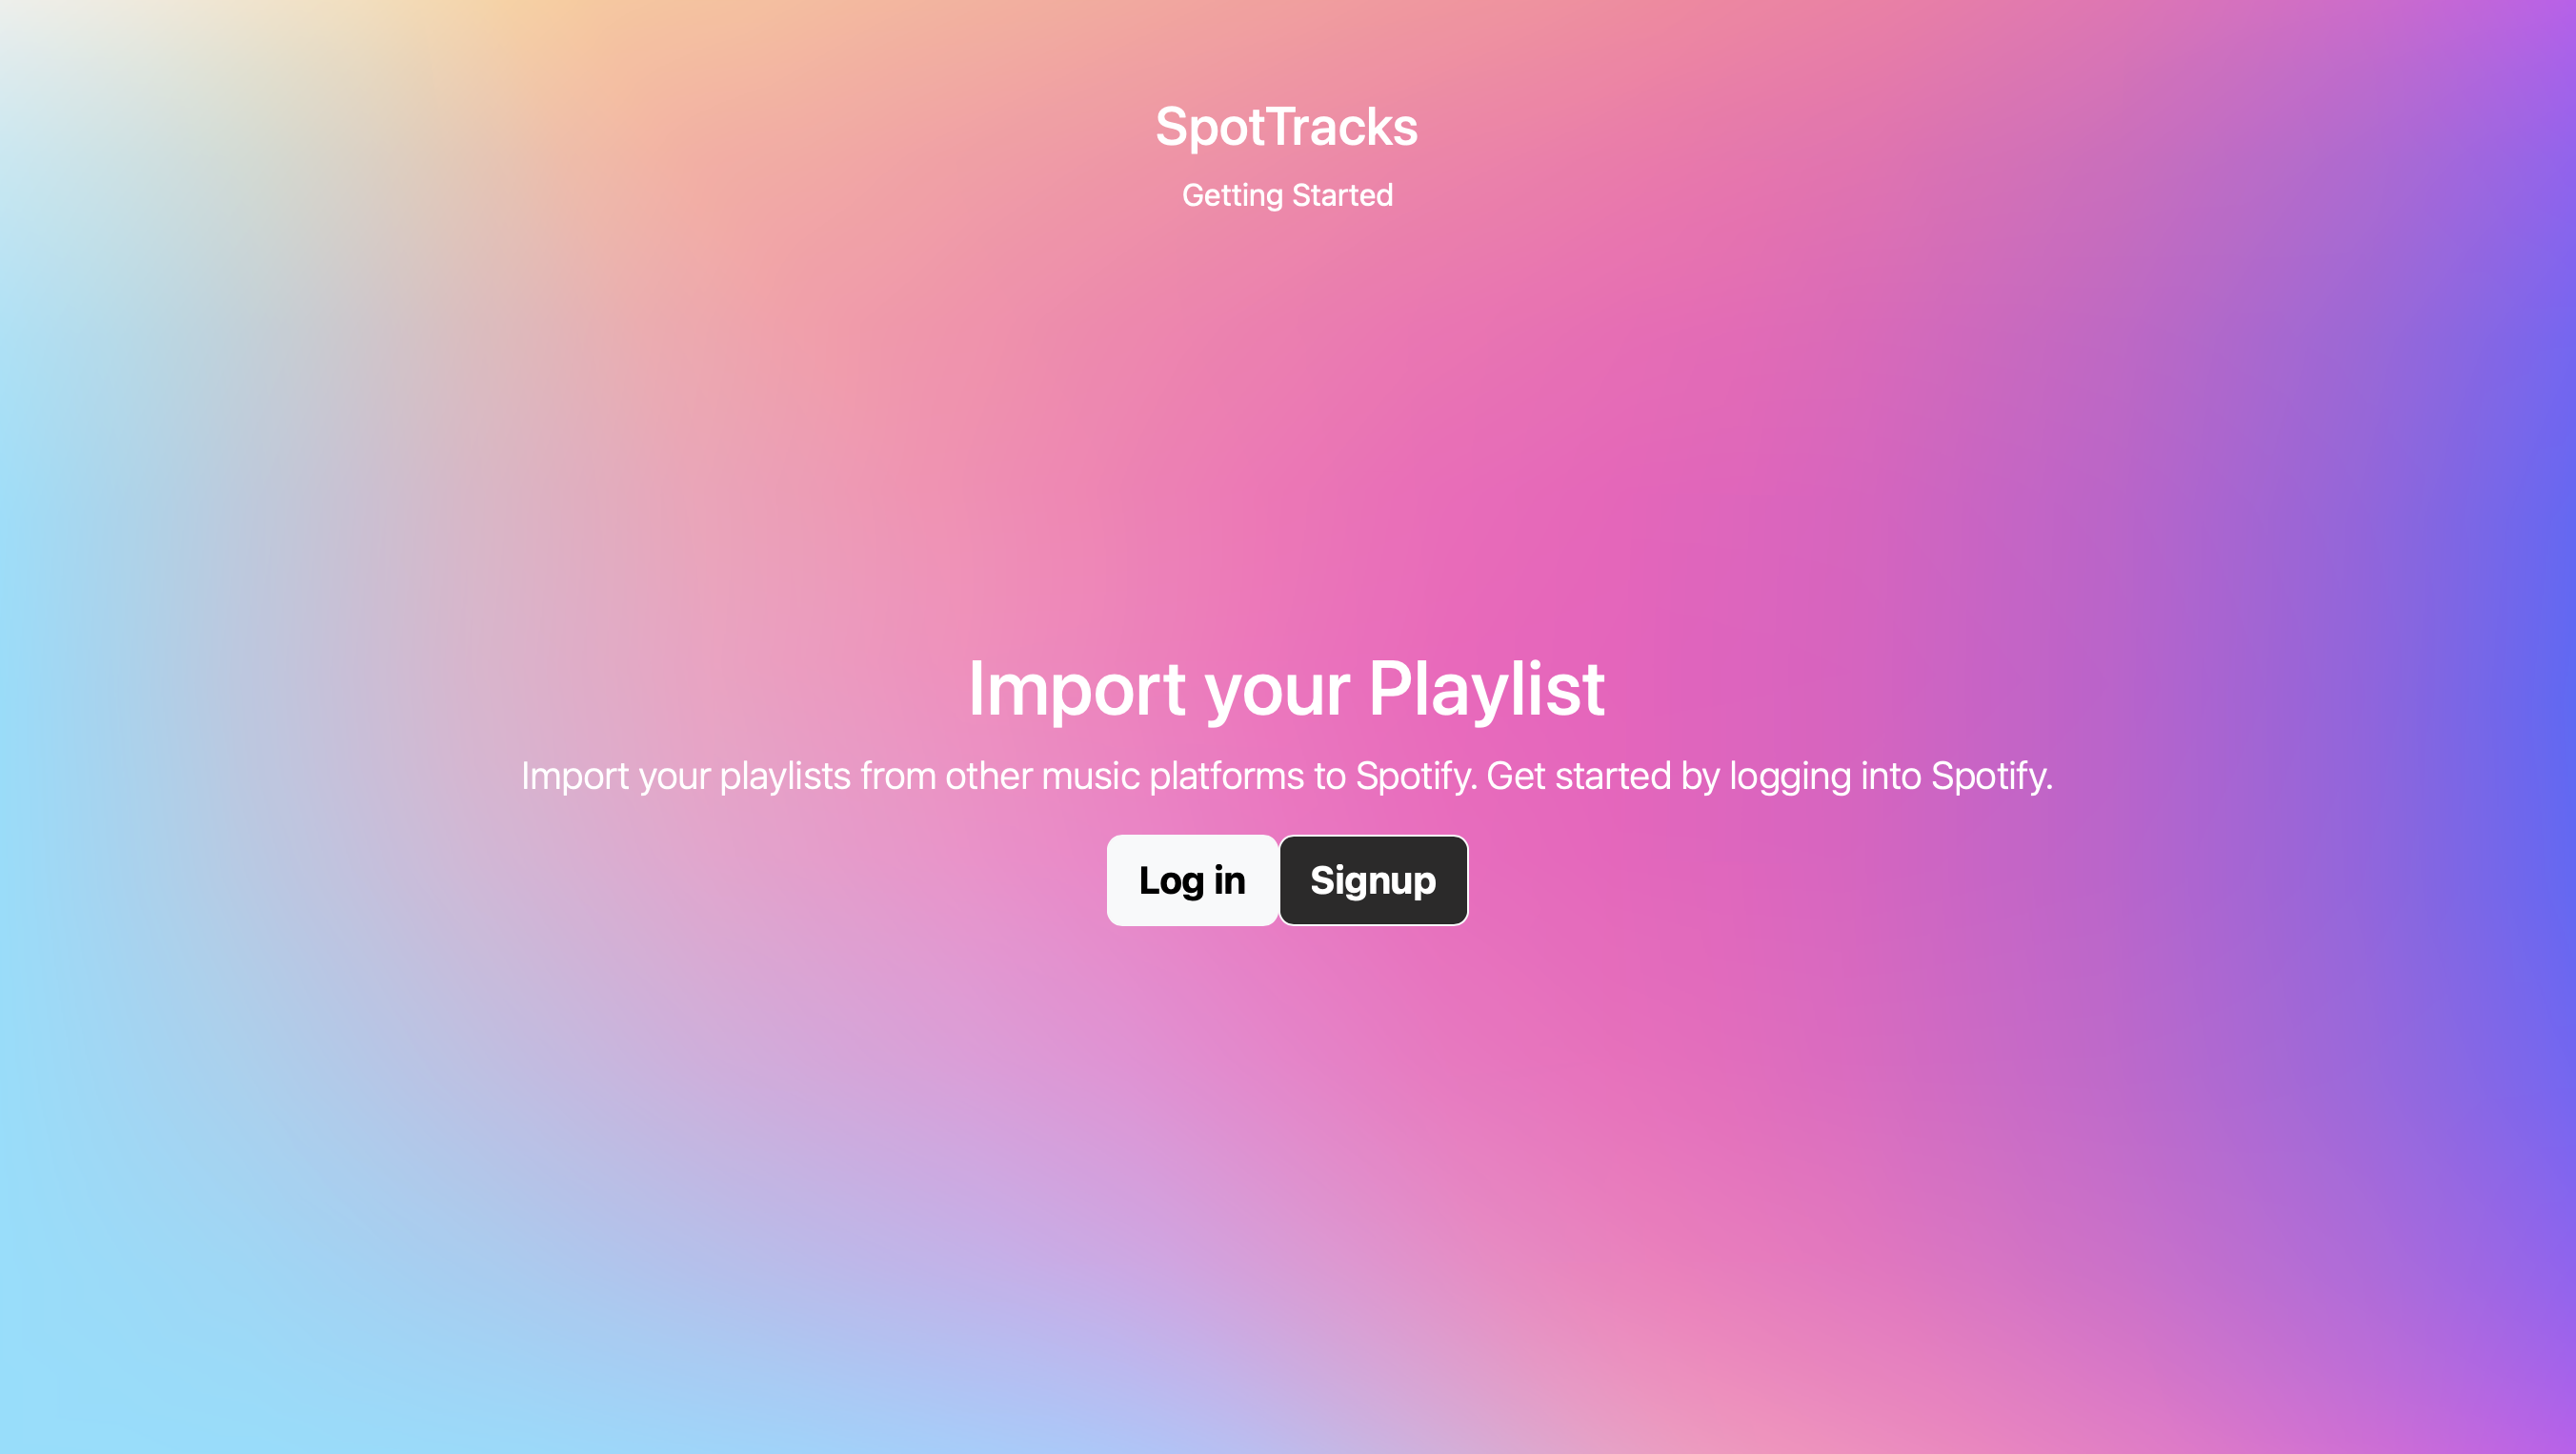 SpotTracks
Getting Started
Import your Playlist
Import your playlists from other music platforms to Spotify. Get started by logging into Spotify.
Log in
Signup